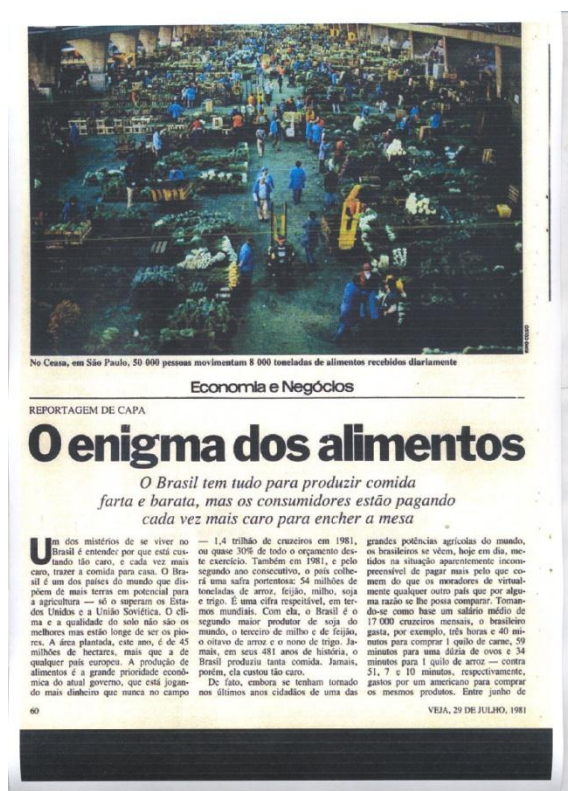 No Ceasa, em São Paulo, 50 000 pessoas movimentam 8 000 toneladas de alimentos recebidos diariamente
Economia e Negócios
REPORTAGEM DE CAPA
O enigma dos alimentos
O Brasil tem tudo para produzir comida
farta e barata, mas os consumidores estão pagando
cada vez mais caro para encher a mesa
Um dos mistérios de se viver no
Brasil é entender por que está cus-
tando tão caro, e cada vez mais
caro, trazer a comida para casa. O Bra-
sil é um dos países do mundo que dis-
põem de mais terras em potencial para
a agricultura — só o superam os Esta-
dos Unidos e a União Soviética. O cli-
ma e a qualidade do solo não são os
melhores mas estão longe de ser os pio-
res. A área plantada, este ano, é de 45
milhões de hectares, mais que a de
qualquer país europeu. A produção de
alimentos é a grande prioridade econô-
mica do atual governo, que está jogan-
do mais dinheiro que nunca no campo
— 1,4 trilhão de cruzeiros em 1981,
ou quase 30% de todo o orçamento des-
te exercício. Também em 1981, e pelo
segundo ano consecutivo, o país colhe-
rá uma safra portentosa: 54 milhões de
toneladas de arroz, feijão, milho, soja
e trigo. É uma cifra respeitável, em ter-
mos mundiais. Com ela, o Brasil é o
segundo maior produtor de soja do
mundo, o terceiro de milho e de feijão,
o oitavo de arroz e o nono de trigo. Ja-
mais, em seus 481 anos de história, o
Brasil produziu tanta comida. Jamais,
porém, ela custou tão caro.
De fato, embora se tenham tornado
nos últimos anos cidadãos de uma das
grandes potências agrícolas do mundo,
os brasileiros se vêem, hoje em dia, me-
tidos na situação aparentemente incom-
preensível de pagar mais pelo que co-
mem do que os moradores de virtual-
mente qualquer outro país que por algu-
ma razão se lhe possa comparar. Toman-
do-se como base um salário médio de
17 000 cruzeiros mensais, o brasileiro
gasta, por exemplo, três horas e 40 mi-
nutos para comprar 1 quilo de carne, 59
minutos para uma dúzia de ovos e 34
minutos para 1 quilo de arroz — contra
51, 7 e 10 minutos, respectivamente,
gastos por um americano para comprar
os mesmos produtos. Entre junho de
60
VEJA, 29 DE JULHO, 1981